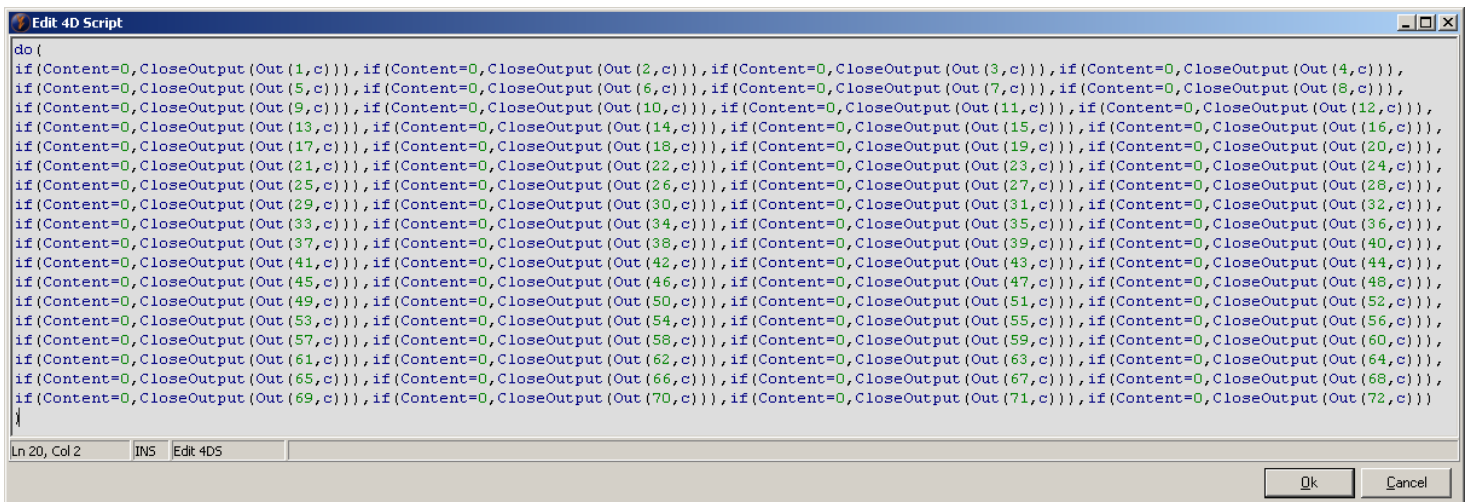 Edit 4D Script
do(
if(Content=0,CloseOutput(Out(1,c))),if(Content=0,CloseOutput(Out(2,c))),if(Content=0,CloseOutput(Out(3,c))),if(Content=0,CloseOutput(Out(4,c))),
if(Content=0,CloseOutput(Out(5,c))),if(Content=0,CloseOutput(Out(6,c))),if(Content=0,CloseOutput(Out(7,c))),if(Content=0,CloseOutput(Out(8,c))),
if(Content=0,CloseOutput(Out(9,c))),if(Content=0,CloseOutput(Out(10,c))),if(Content=0,CloseOutput(Out(11,c))),if(Content=0,CloseOutput(Out(12,c))),
if(Content=0,CloseOutput(Out(13,c))),if(Content=0,CloseOutput(Out(14,c))),if(Content=0,CloseOutput(Out(15,c))),if(Content=0,CloseOutput(Out(16,c))),
if(Content=0,CloseOutput(Out(17,c))),if(Content=0,CloseOutput(Out(18,c))),if(Content=0,CloseOutput(Out(19,c))),if(Content=0,CloseOutput(Out(20,c))),
if(Content=0,CloseOutput(Out(21,c))),if(Content=0,CloseOutput(Out(22,c))),if(Content=0,CloseOutput(Out(23,c))),if(Content=0,CloseOutput(Out(24,c))),
if(Content=0,CloseOutput(Out(25,c))),if(Content=0,CloseOutput(Out(26,c))),if(Content=0,CloseOutput(Out(27,c))),if(Content=0,CloseOutput(Out(28,c))),
if(Content=0,CloseOutput(Out(29,c))),if(Content=0,CloseOutput(Out(30,c))),if(Content=0,CloseOutput(Out(31,c))),if(Content=0,CloseOutput(Out(32,c))),
if(Content=0,CloseOutput(Out(33,c))),if(Content=0,CloseOutput(Out(34,c))),if(Content=0,CloseOutput(Out(35,c))),if(Content=0,CloseOutput(Out(36,c))),
if(Content=0,CloseOutput(Out(37,c))),if(Content=0,CloseOutput(Out(38,c))),if(Content=0,CloseOutput(Out(39,c))),if(Content=0,CloseOutput(Out(40,c))),
if(Content=0,CloseOutput(Out(41,c))),if(Content=0,CloseOutput(Out(42,c))),if(Content=0,CloseOutput(Out(43,c))),if(Content=0,CloseOutput(Out(44,c))),
if(Content=0,CloseOutput(Out(45,c))),if(Content=0,CloseOutput(Out(46,c))),if(Content=0,CloseOutput(Out(47,c))),if(Content=0,CloseOutput(Out(48,c))),
if(Content=0,CloseOutput(Out(49,c))),if(Content=0,CloseOutput(Out(50,c))),if(Content=0,CloseOutput(Out(51,c))),if(Content=0,CloseOutput(Out(52,c))),
if(Content=0,CloseOutput(Out(53,c))),if(Content=0,CloseOutput(Out(54,c))),if(Content=0,CloseOutput(Out(55,c))),if(Content=0,CloseOutput(Out(56,c))),
if(Content=0,CloseOutput(Out(57,c))),if(Content=0,CloseOutput(Out(58,c))),if(Content=0,CloseOutput(Out(59,c))),if(Content=0,CloseOutput(Out(60,c))),
if(Content=0,CloseOutput(Out(61,c))),if(Content=0,CloseOutput(Out(62,c))),if(Content=0,CloseOutput(Out(63,c))),if(Content=0,CloseOutput(Out(64,c))),
if(Content=0,CloseOutput(Out(65,c))),if(Content=0,CloseOutput(Out(66,c))),if(Content=0,CloseOutput(Out(67,c))),if(Content=0,CloseOutput(Out(68,c))),
if(Content=0,CloseOutput(Out(69,c))),if(Content=0,CloseOutput(Out(70,c))),if(Content=0,CloseOutput(Out(71,c))),if(Content=0,CloseOutput(Out(72,c)))
)
Ln 20, Col 2 INS Edit 4DS
Ok Cancel